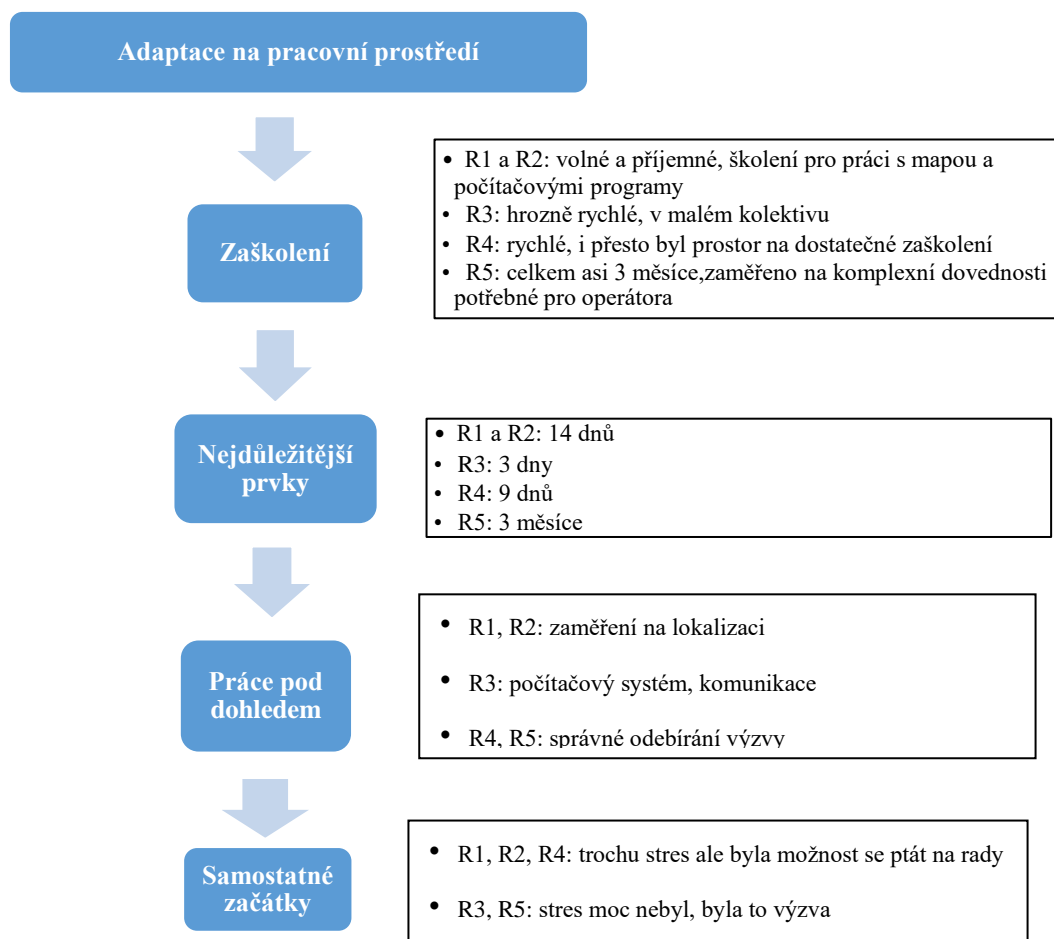 Adaptace na pracovní prostředí
Zaškolení
• R1 a R2: volné a příjemné, školení pro práci s mapou a
počítačovými programy
• R3: hrozně rychlé, v malém kolektivu
• R4: rychlé, i přesto byl prostor na dostatečné zaškolení
• R5: celkem asi 3 měsíce,zaměřeno na komplexní dovednosti
potřebné pro operátora
Nejdůležitější
prvky
• R1 a R2: 14 dnů
• R3: 3 dny
• R4: 9 dnů
• R5: 3 měsíce
Práce pod
dohledem
• R1, R2: zaměření na lokalizaci
• R3: počítačový systém, komunikace
• R4, R5: správné odebírání výzvy
Samostatné
začátky
• R1, R2, R4: trochu stres ale byla možnost se ptát na rady
• R3, R5: stres moc nebyl, byla to výzva